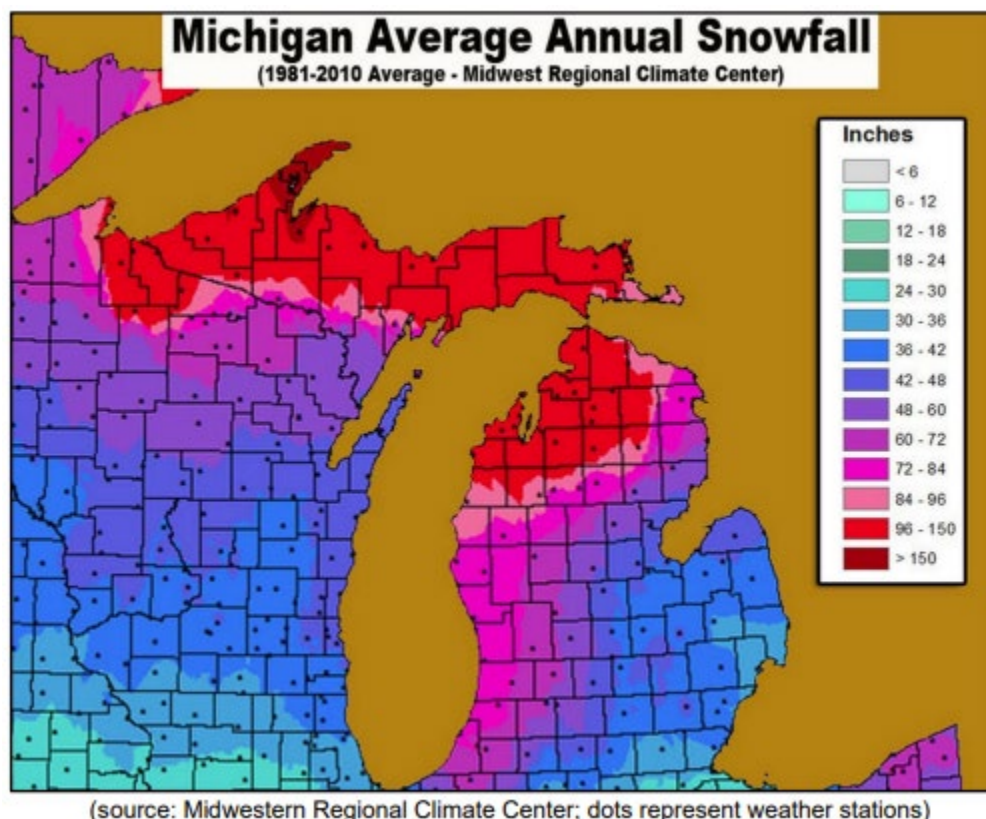 Michigan Average Annual Snowfall
(1981-2010 Average - Midwest Regional Climate Center)
Inches
< 6
6 - 12
12 - 18
18 - 24
24 - 30
30 - 36
36 - 42
42 - 48
48 - 60
60 - 72
72 - 84
84 - 96
96 - 150
> 150
(source: Midwestern Regional Climate Center; dots represent weather stations)